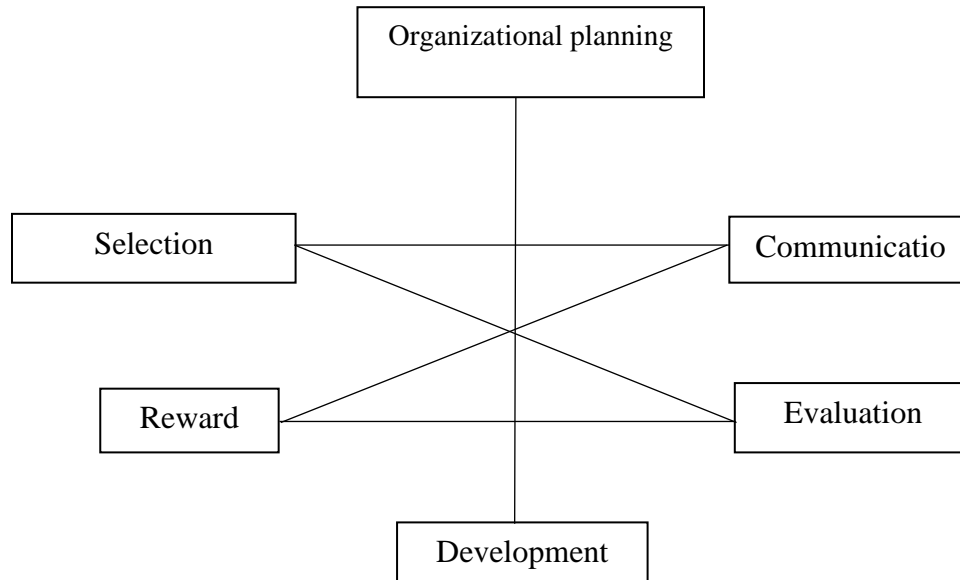 Organizational planning
Selection
Communicatio
Reward
Evaluation
Development